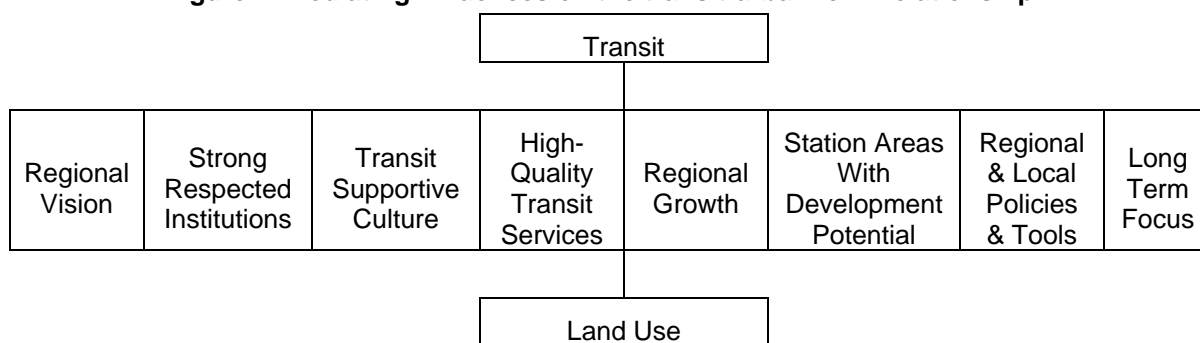 Transit
Regional
Vision
Strong
Respected
Institutions
Transit
Supportive
Culture
High-
Quality
Transit
Services
Regional
Growth
Station Areas
With
Development
Potential
Regional
& Local
Policies
& Tools
Long
Term
Focus
Land Use